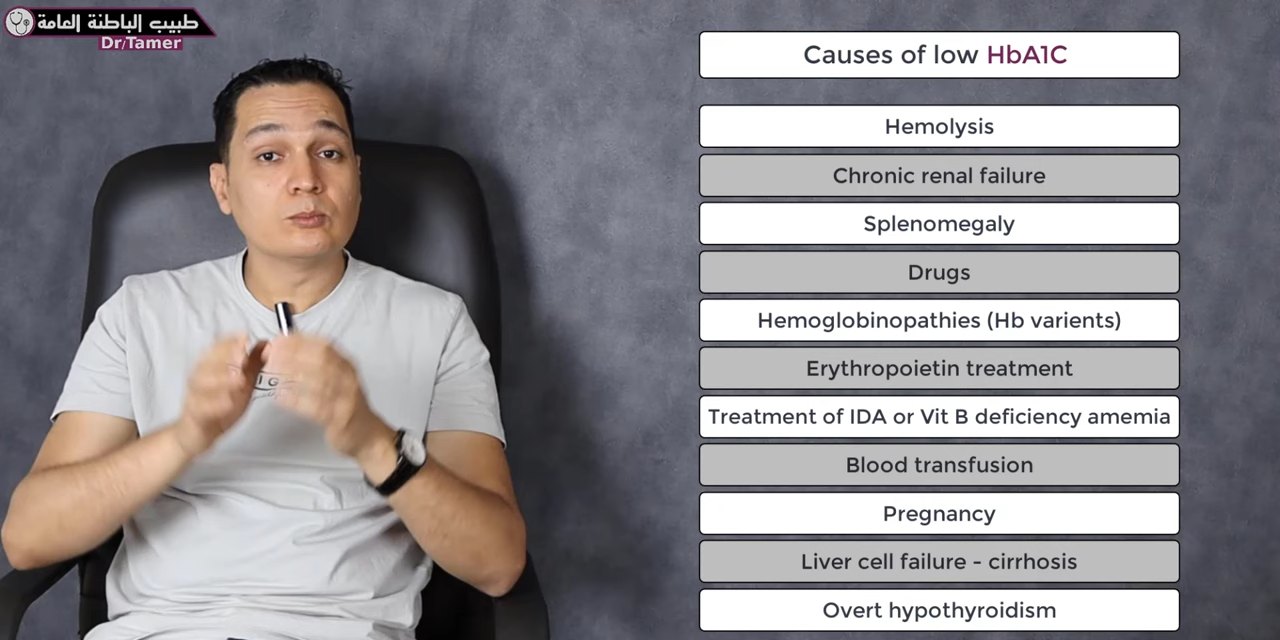 طبيب الباطنة العامة
Dr/Tamer
Causes of low HbA1C
Hemolysis
Chronic renal failure
Splenomegaly
Drugs
Hemoglobinopathies (Hb varients)
Erythropoietin treatment
Treatment of IDA or Vit B deficiency amemia
Blood transfusion
Pregnancy
Liver cell failure - cirrhosis
Overt hypothyroidism